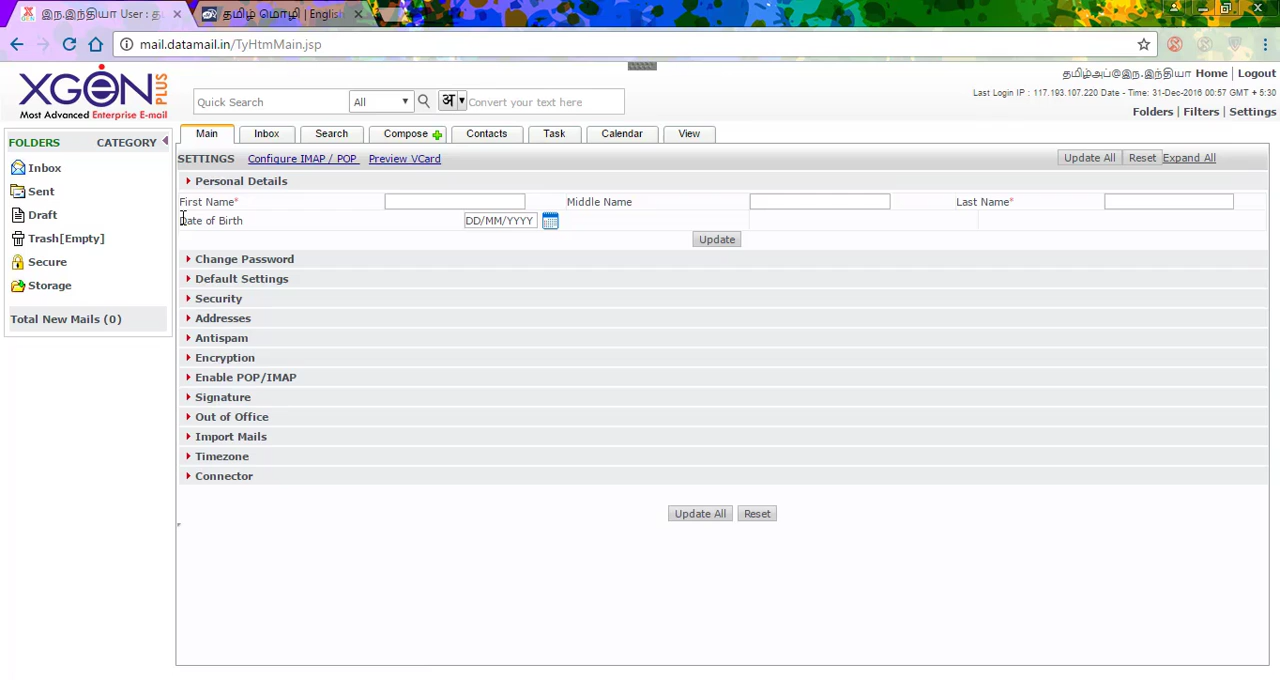 இந.இந்தியா User : த
தமிழ் மொழி | English
mail.datamail.in/TyHtmMain.jsp
XGEN PLUS
Most Advanced Enterprise E-mail
Quick Search
All
अ
Convert your text here
தமிழ்அப்@இந.இந்தியா Home | Logout
Last Login IP : 117.193.107.220 Date - Time: 31-Dec-2016 00:57 GMT + 5:30
Folders | Filters | Settings
FOLDERS CATEGORY
Inbox
Sent
Draft
Trash[Empty]
Secure
Storage
Total New Mails (0)
Main Inbox Search Compose Contacts Task Calendar View
SETTINGS Configure IMAP / POP Preview VCard Update All Reset Expand All
Personal Details
First Name* Middle Name Last Name*
Date of Birth DD/MM/YYYY
Update
Change Password
Default Settings
Security
Addresses
Antispam
Encryption
Enable POP/IMAP
Signature
Out of Office
Import Mails
Timezone
Connector
Update All Reset